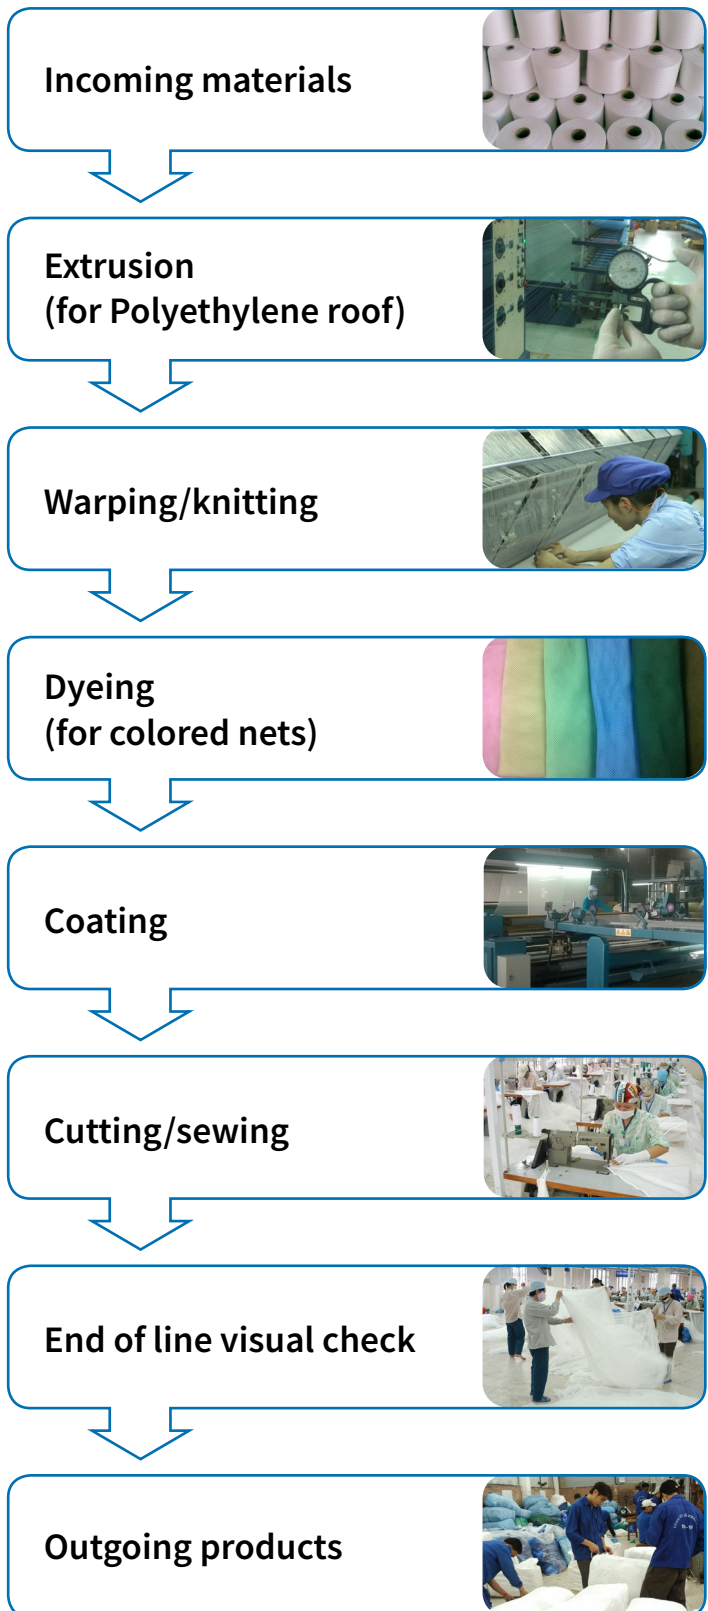 Incoming materials
Extrusion
(for Polyethylene roof)
Warping/knitting
Dyeing
(for colored nets)
Coating
Cutting/sewing
End of line visual check
Outgoing products